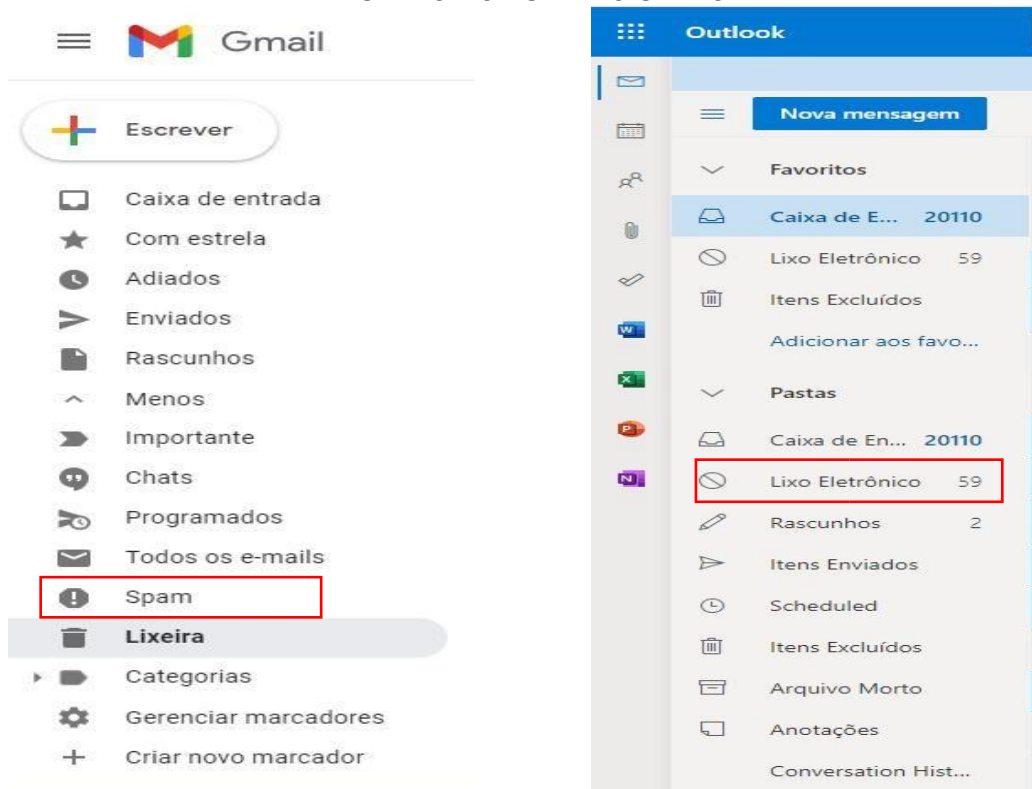 Gmail
Escrever
Caixa de entrada
Com estrela
Adiados
Enviados
Rascunhos
Menos
Importante
Chats
Programados
Todos os e-mails
Spam
Lixeira
Categorias
Gerenciar marcadores
Criar novo marcador
Outlook
Nova mensagem
Favoritos
Caixa de E... 20110
Lixo Eletrônico 59
Itens Excluídos
Adicionar aos favo...
Pastas
Caixa de En... 20110
Lixo Eletrônico 59
Rascunhos 2
Itens Enviados
Scheduled
Itens Excluídos
Arquivo Morto
Anotações
Conversation Hist...